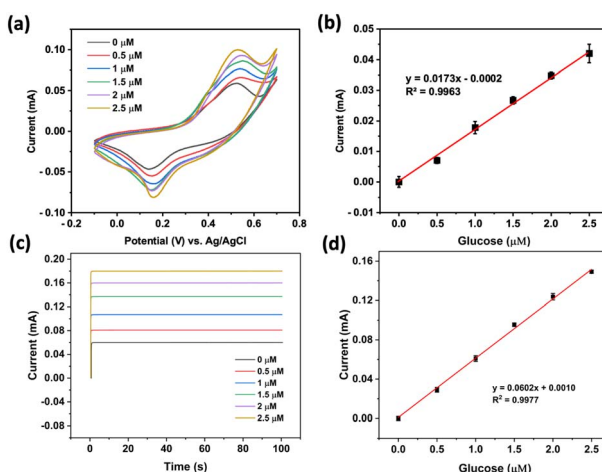 (a)
0 μM
0.5 μM
1 μM
1.5 μM
2 μM
2.5 μM
0.10
0.05
0.00
- 0.05
- 0.10
Current (mA)
0.0
0.2
0.4
0.6
0.8
Potential (V) vs. Ag/AgCl
(b)
y = 0.0173x - 0.0002
R² = 0.9963
0.05
0.04
0.03
0.02
0.01
0.00
-0.01
Current (mA)
0.0
0.5
1.0
1.5
2.0
2.5
Glucose (μM)
(c)
0.20
0.16
0.12
0.08
0.04
0.00
-0.04
-0.08
Current (mA)
0 μM
0.5 μM
1 μM
1.5 μM
2 μM
2.5 μM
0
20
40
60
80
100
Time (s)
(d)
0.16
0.12
0.08
0.04
0.00
Current (mA)
y = 0.0602x + 0.0010
R² = 0.9977
0.0
0.5
1.0
1.5
2.0
2.5
Glucose (μM)